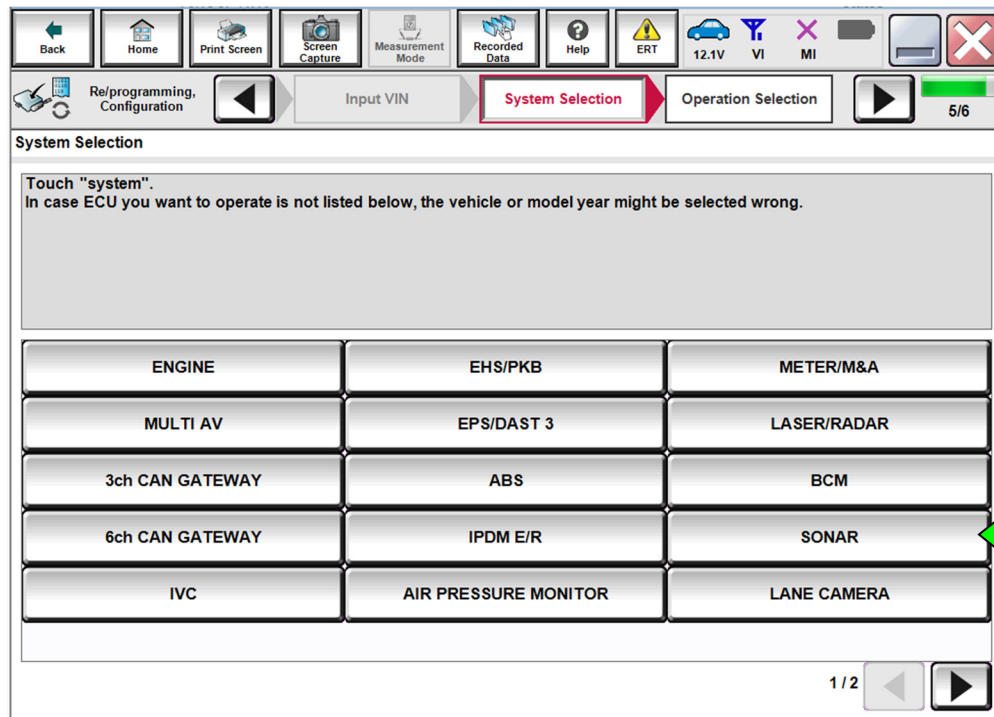 Back
Home
Print Screen
Screen
Capture
Measurement
Mode
Recorded
Data
Help
ERT
12.1V
VI
MI
Re/programming,
Configuration
Input VIN
System Selection
Operation Selection
5/6
System Selection
Touch "system".
In case ECU you want to operate is not listed below, the vehicle or model year might be selected wrong.
ENGINE
EHS/PKB
METER/M&A
MULTI AV
EPS/DAST 3
LASER/RADAR
3ch CAN GATEWAY
ABS
BCM
6ch CAN GATEWAY
IPDM E/R
SONAR
IVC
AIR PRESSURE MONITOR
LANE CAMERA
1 / 2